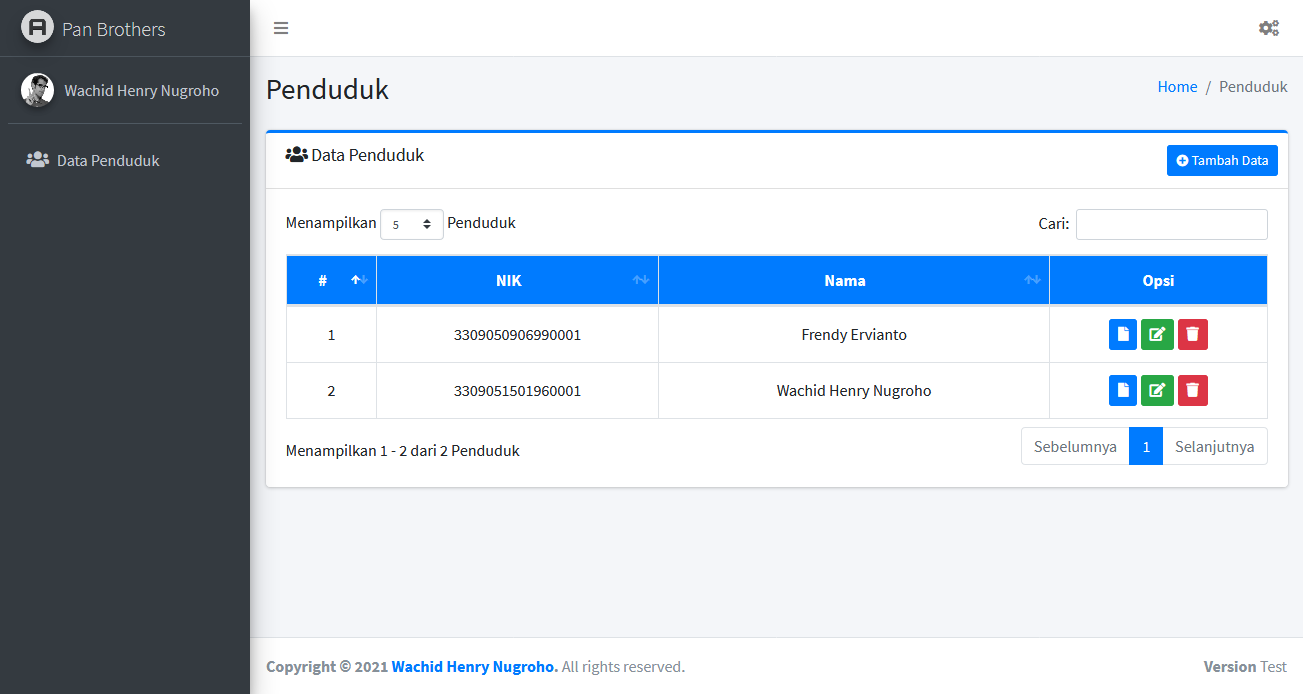 Pan Brothers
Wachid Henry Nugroho
Data Penduduk
Penduduk
Home / Penduduk
Data Penduduk
Tambah Data
Menampilkan 5 Penduduk
Cari:
# NIK Nama Opsi
1 3309050906990001 Frendy Ervianto
2 3309051501960001 Wachid Henry Nugroho
Menampilkan 1 - 2 dari 2 Penduduk
Sebelumnya 1 Selanjutnya
Copyright © 2021 Wachid Henry Nugroho. All rights reserved.
Version Test